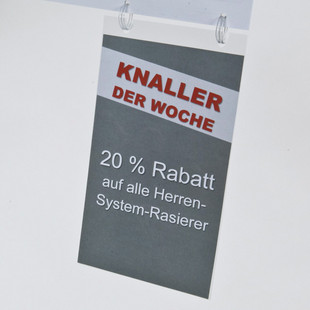 KNALLER
DER WOCHE
20 % Rabatt
auf alle Herren-
System-Rasierer